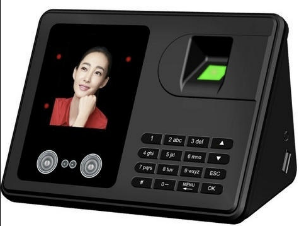 1 2 abc 3 def ▲
4 ghi 5 jkl 6 mno ▼
7 pqrs 8 tuv 9 wxyz ESC
* 0 MENU OK